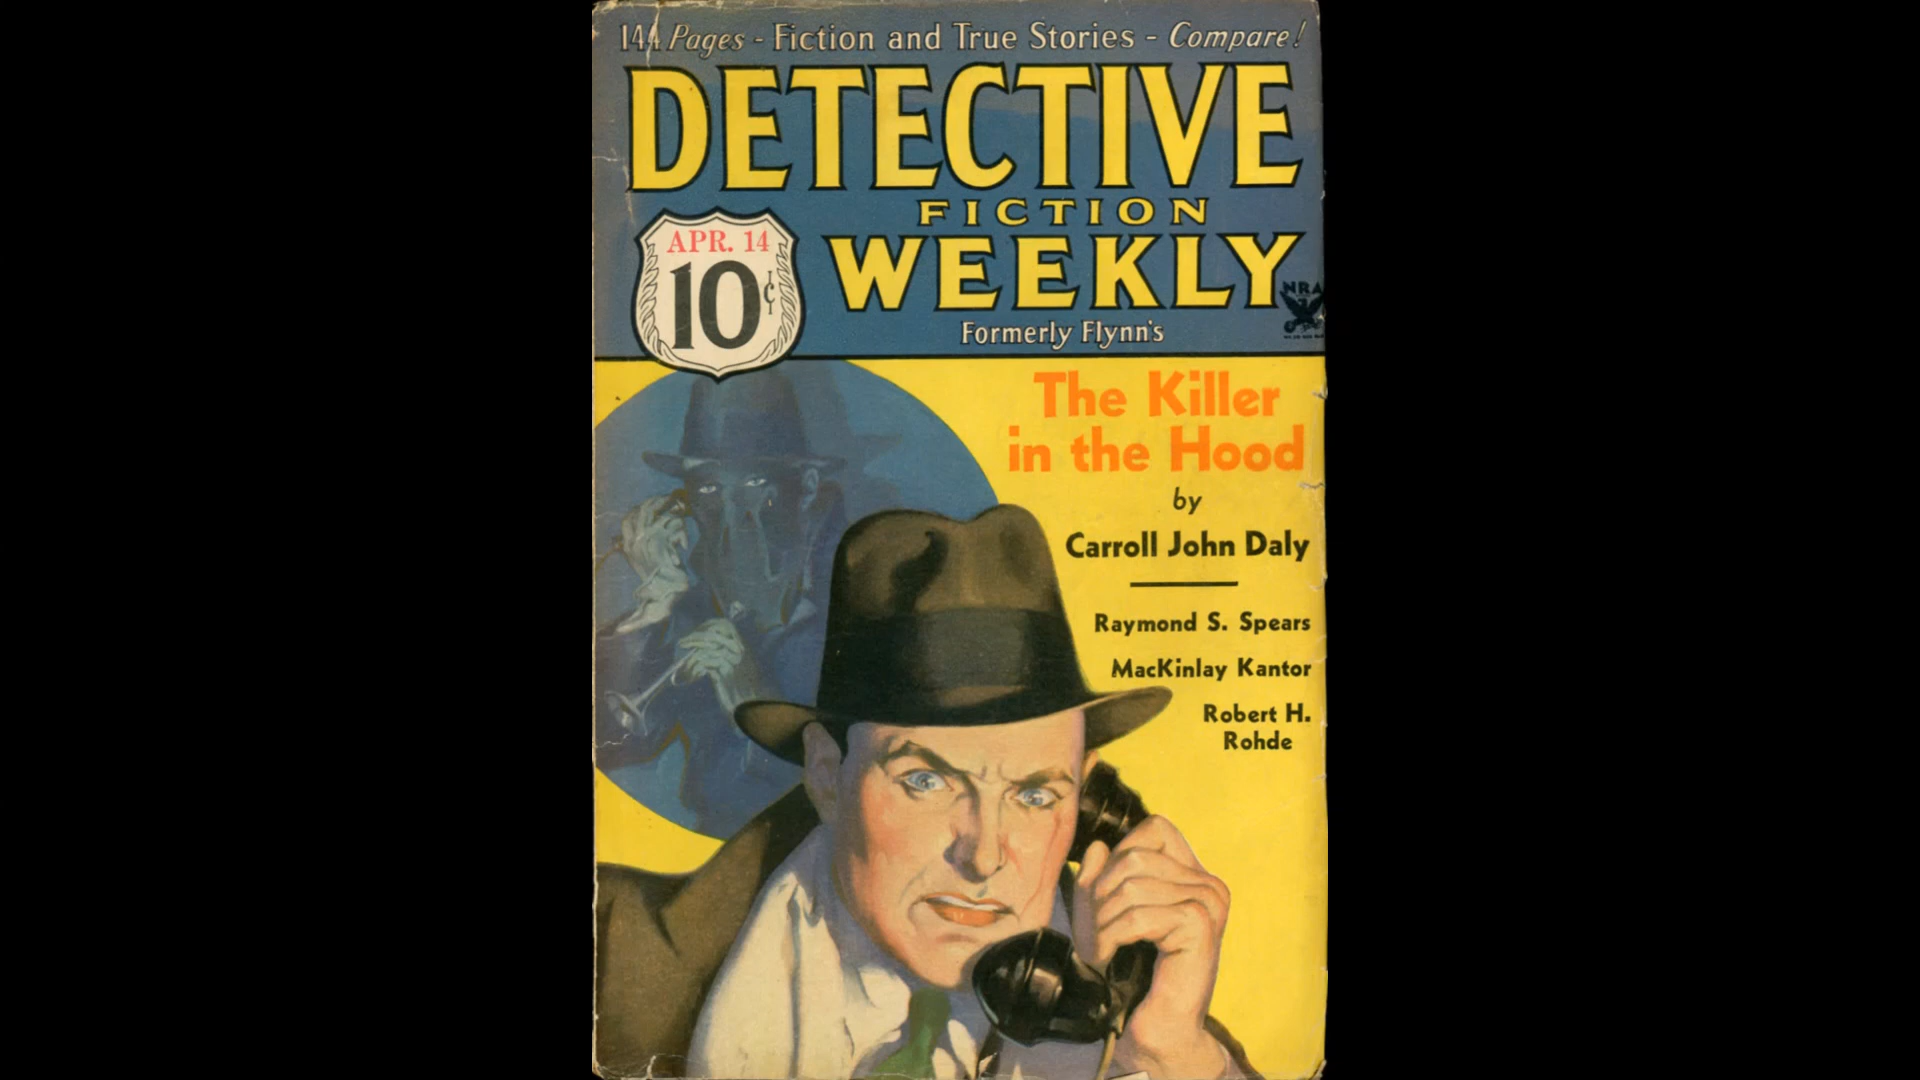 144 Pages - Fiction and True Stories - Compare!
DETECTIVE
FICTION
WEEKLY
APR. 14
10¢
NRA
Formerly Flynn's
The Killer
in the Hood
by
Carroll John Daly
Raymond S. Spears
MacKinlay Kantor
Robert H.
Rohde